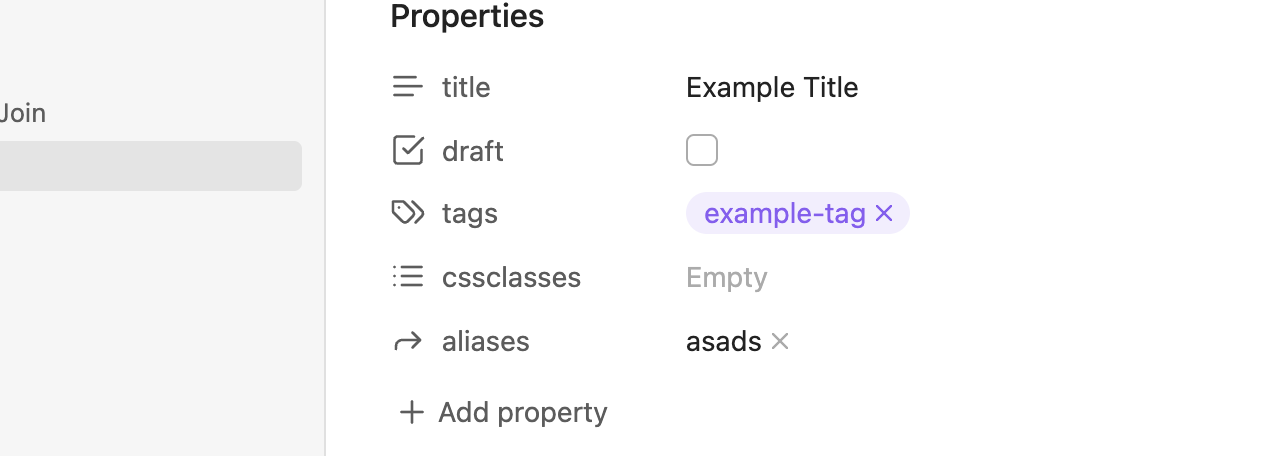 Properties
Join
title Example Title
draft
tags example-tag
cssclasses Empty
aliases asads
Add property